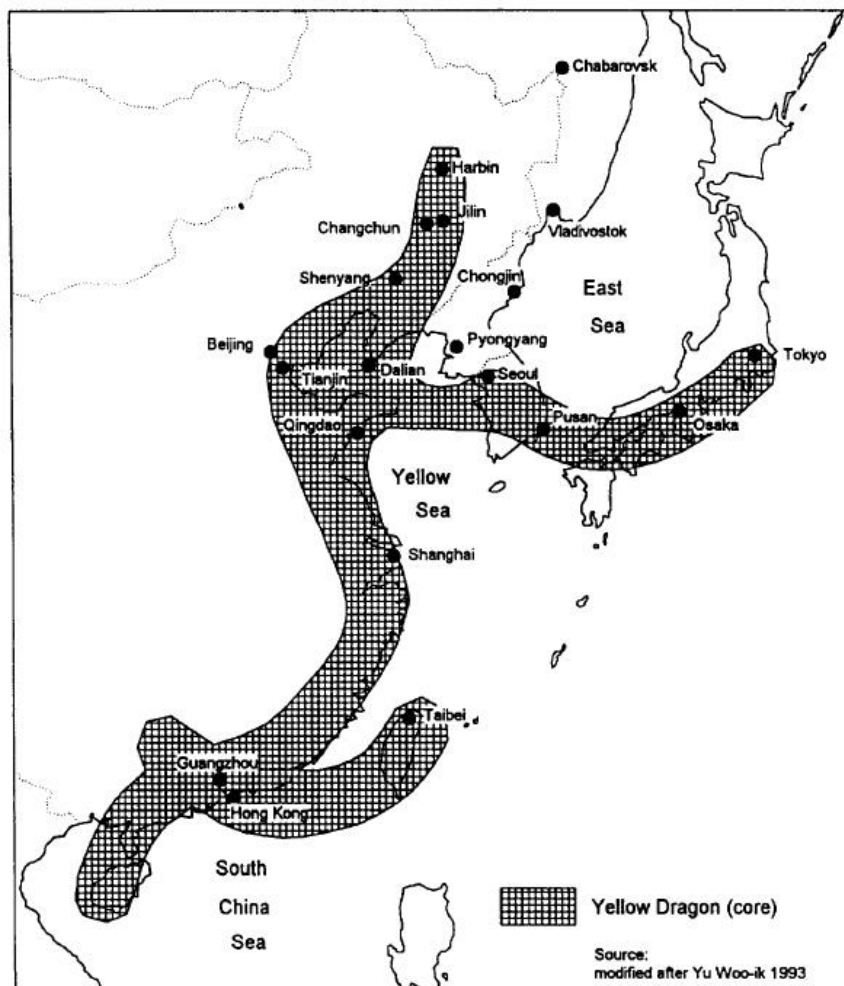 Chabarovsk
Harbin
Jilin
Changchun
Vladivostok
Shenyang
Chongjin
East
Sea
Beijing
Pyongyang
Tokyo
Tianjin
Dalian
Seoul
Qingdao
Pusan
Osaka
Yellow
Sea
Shanghai
Taibei
Guangzhou
Hong Kong
South
China
Sea
Yellow Dragon (core)
Source:
modified after Yu Woo-ik 1993